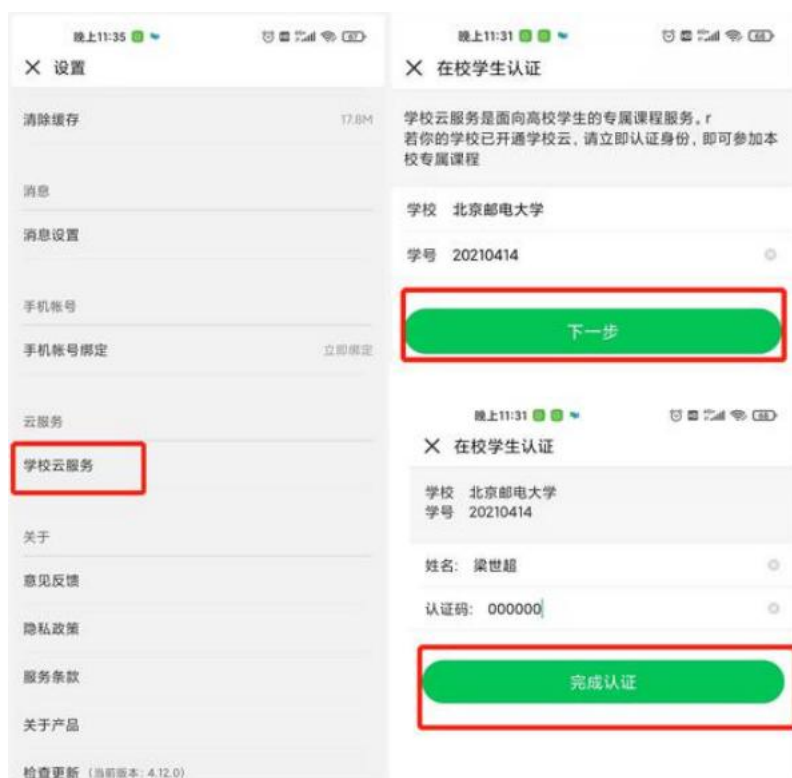 晚上11:35
67
设置
清除缓存
17.8M
消息
消息设置
手机帐号
手机帐号绑定
立即绑定
云服务
学校云服务
关于
意见反馈
隐私政策
服务条款
关于产品
检查更新 (当前版本: 4.12.0)
晚上11:31
68
在校学生认证
学校云服务是面向高校学生的专属课程服务。r
若你的学校已开通学校云, 请立即认证身份, 即可参加本
校专属课程
学校 北京邮电大学
学号 20210414
下一步
晚上11:31
68
在校学生认证
学校 北京邮电大学
学号 20210414
姓名: 梁世超
认证码: 000000
完成认证